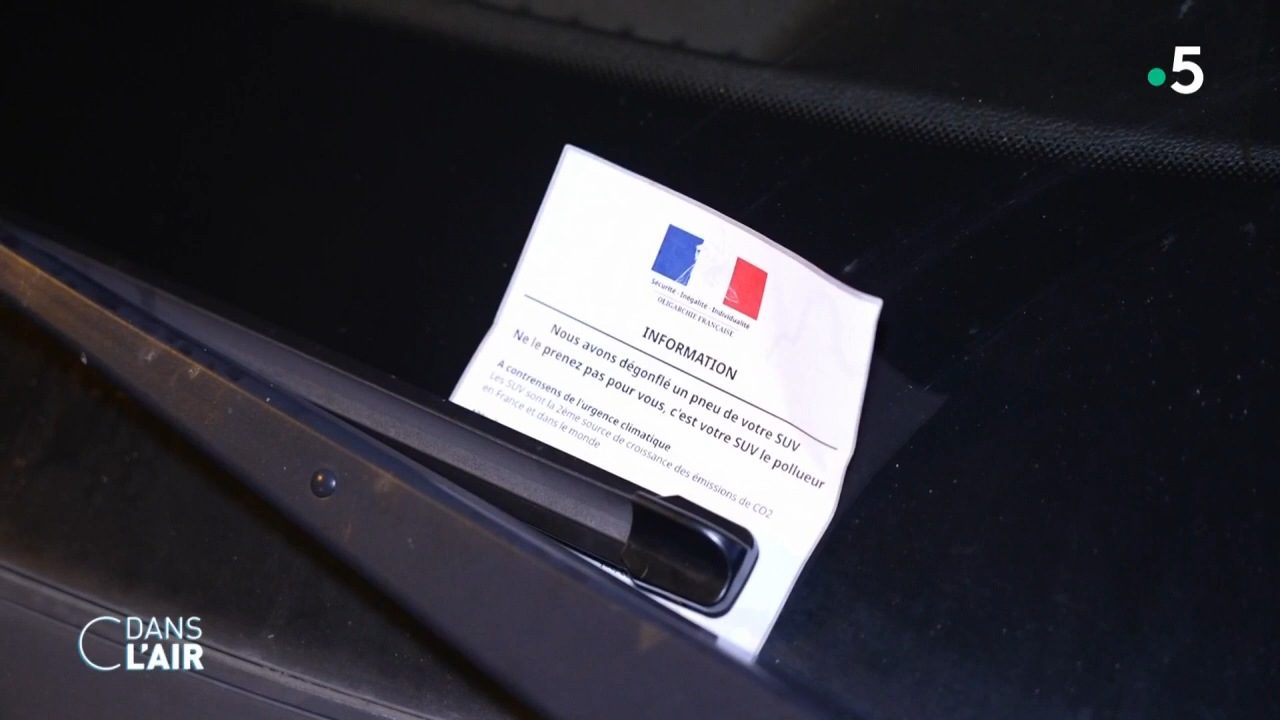 5
Sécurité . Inégalité . Individualité
OLIGARCHIE FRANÇAISE
INFORMATION
Nous avons dégonflé un pneu de votre SUV
Ne le prenez pas pour vous, c'est votre SUV le pollueur
A contrensens de l'urgence climatique
Les SUV sont la 2ème source de croissance des émissions de CO2
en France et dans le monde
C DANS
L'AIR